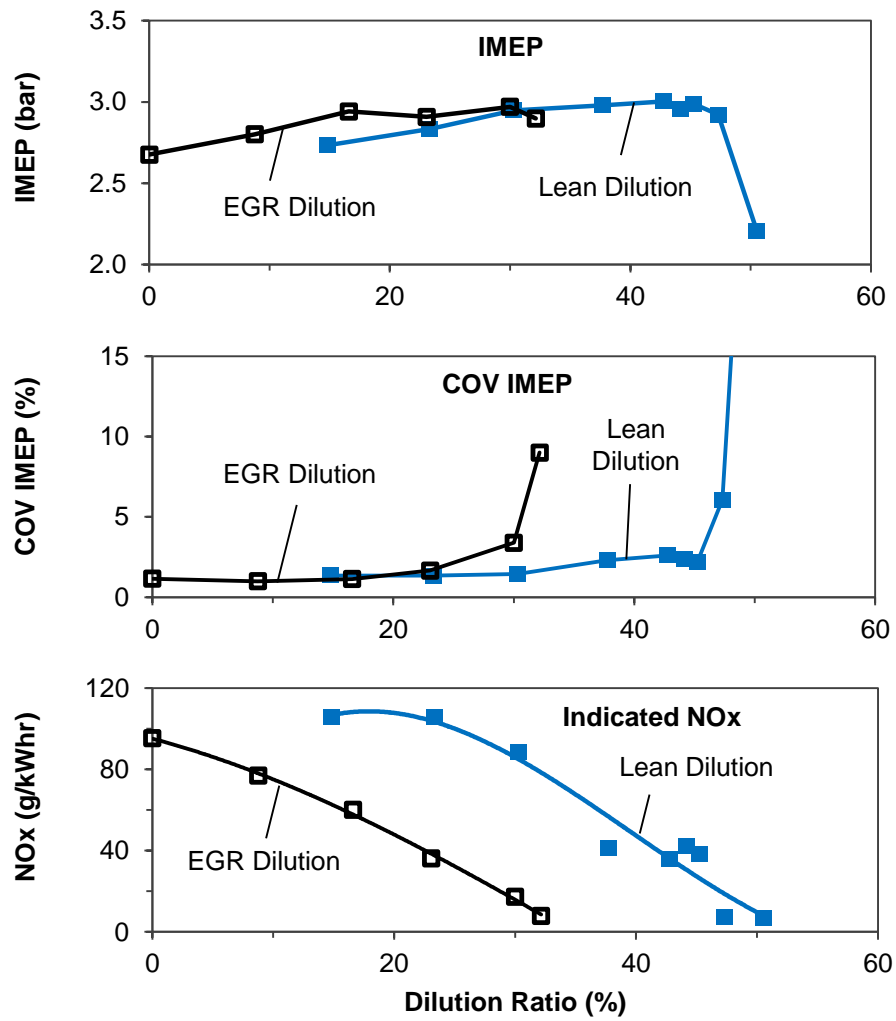 IMEP
IMEP (bar)
3.5
3.0
2.5
2.0
EGR Dilution
Lean Dilution
0
20
40
60
COV IMEP
COV IMEP (%)
15
10
5
0
EGR Dilution
Lean
Dilution
0
20
40
60
Indicated NOx
NOx (g/kWhr)
120
80
40
0
Lean Dilution
EGR Dilution
0
20
40
60
Dilution Ratio (%)